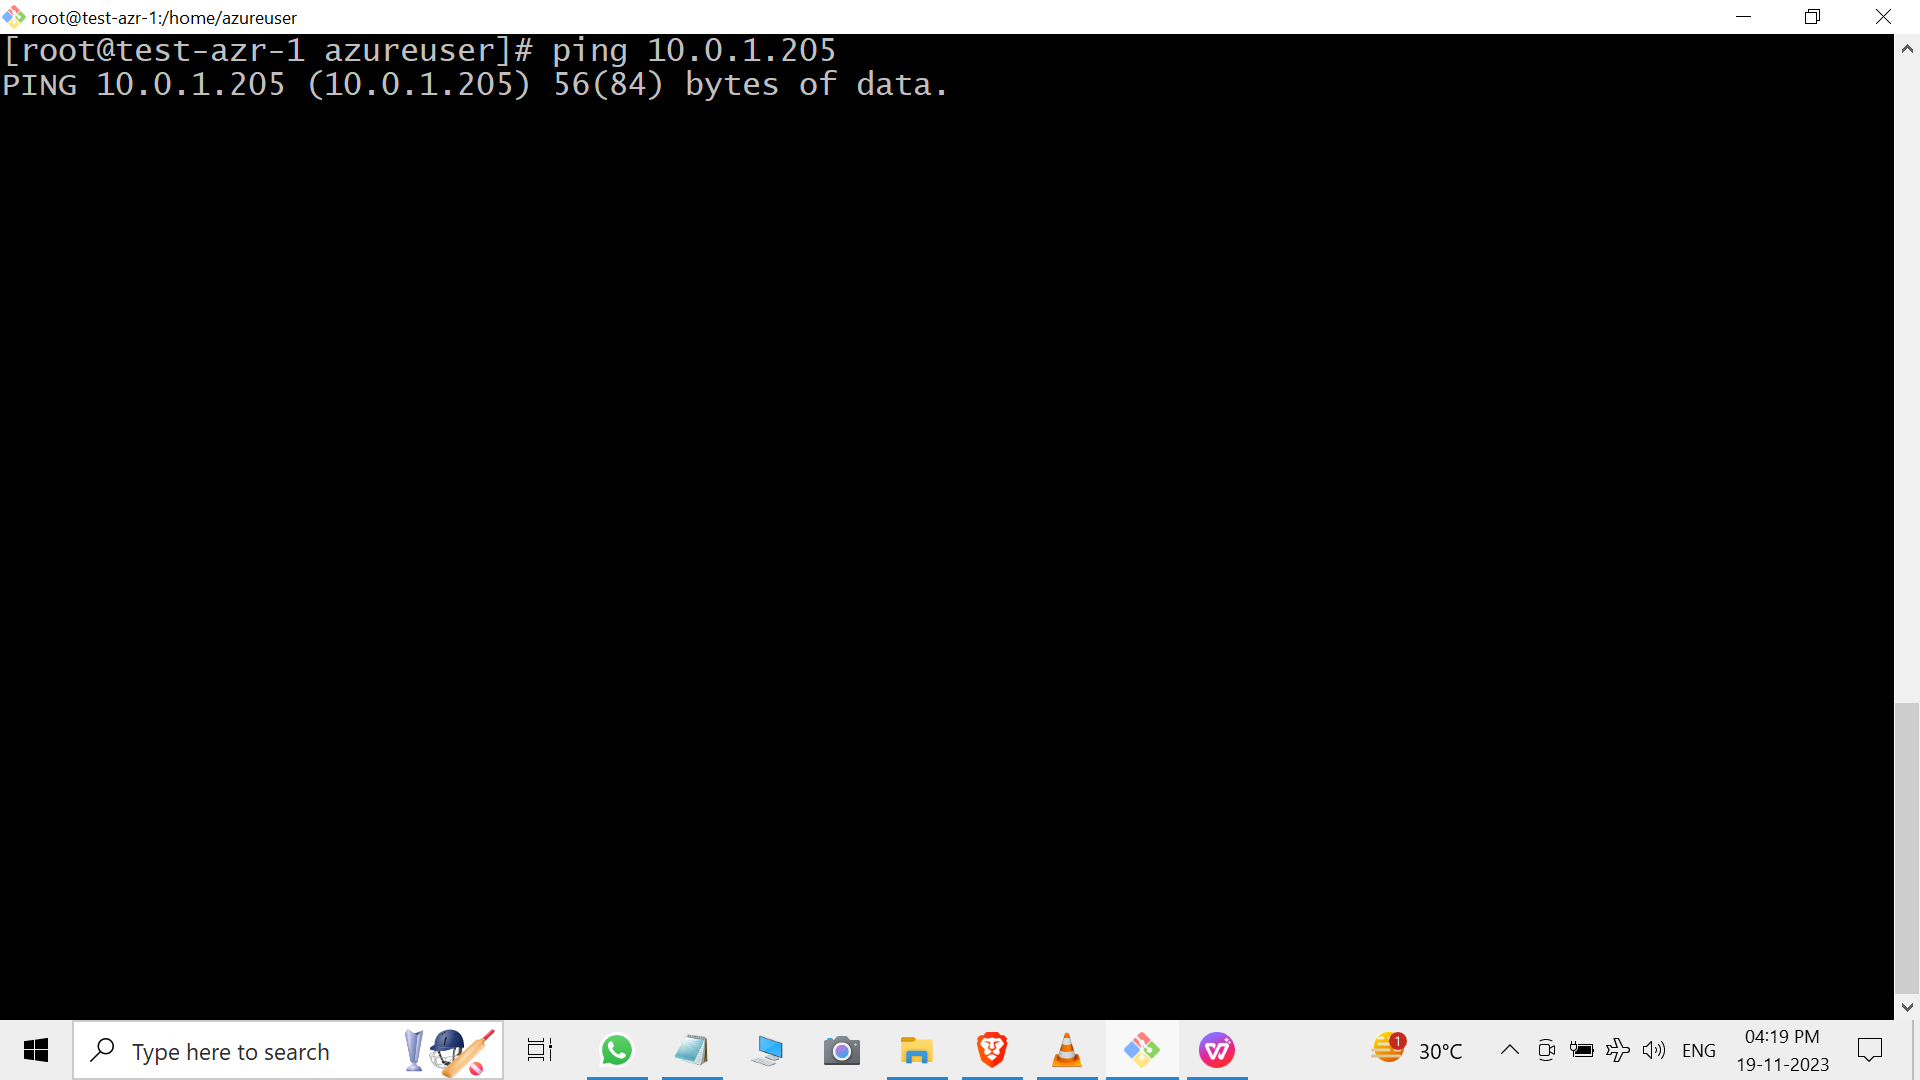 root@test-azr-1:/home/azureuser
[root@test-azr-1 azureuser]# ping 10.0.1.205
PING 10.0.1.205 (10.0.1.205) 56(84) bytes of data.
Type here to search
1
30°C
ENG
04:19 PM
19-11-2023